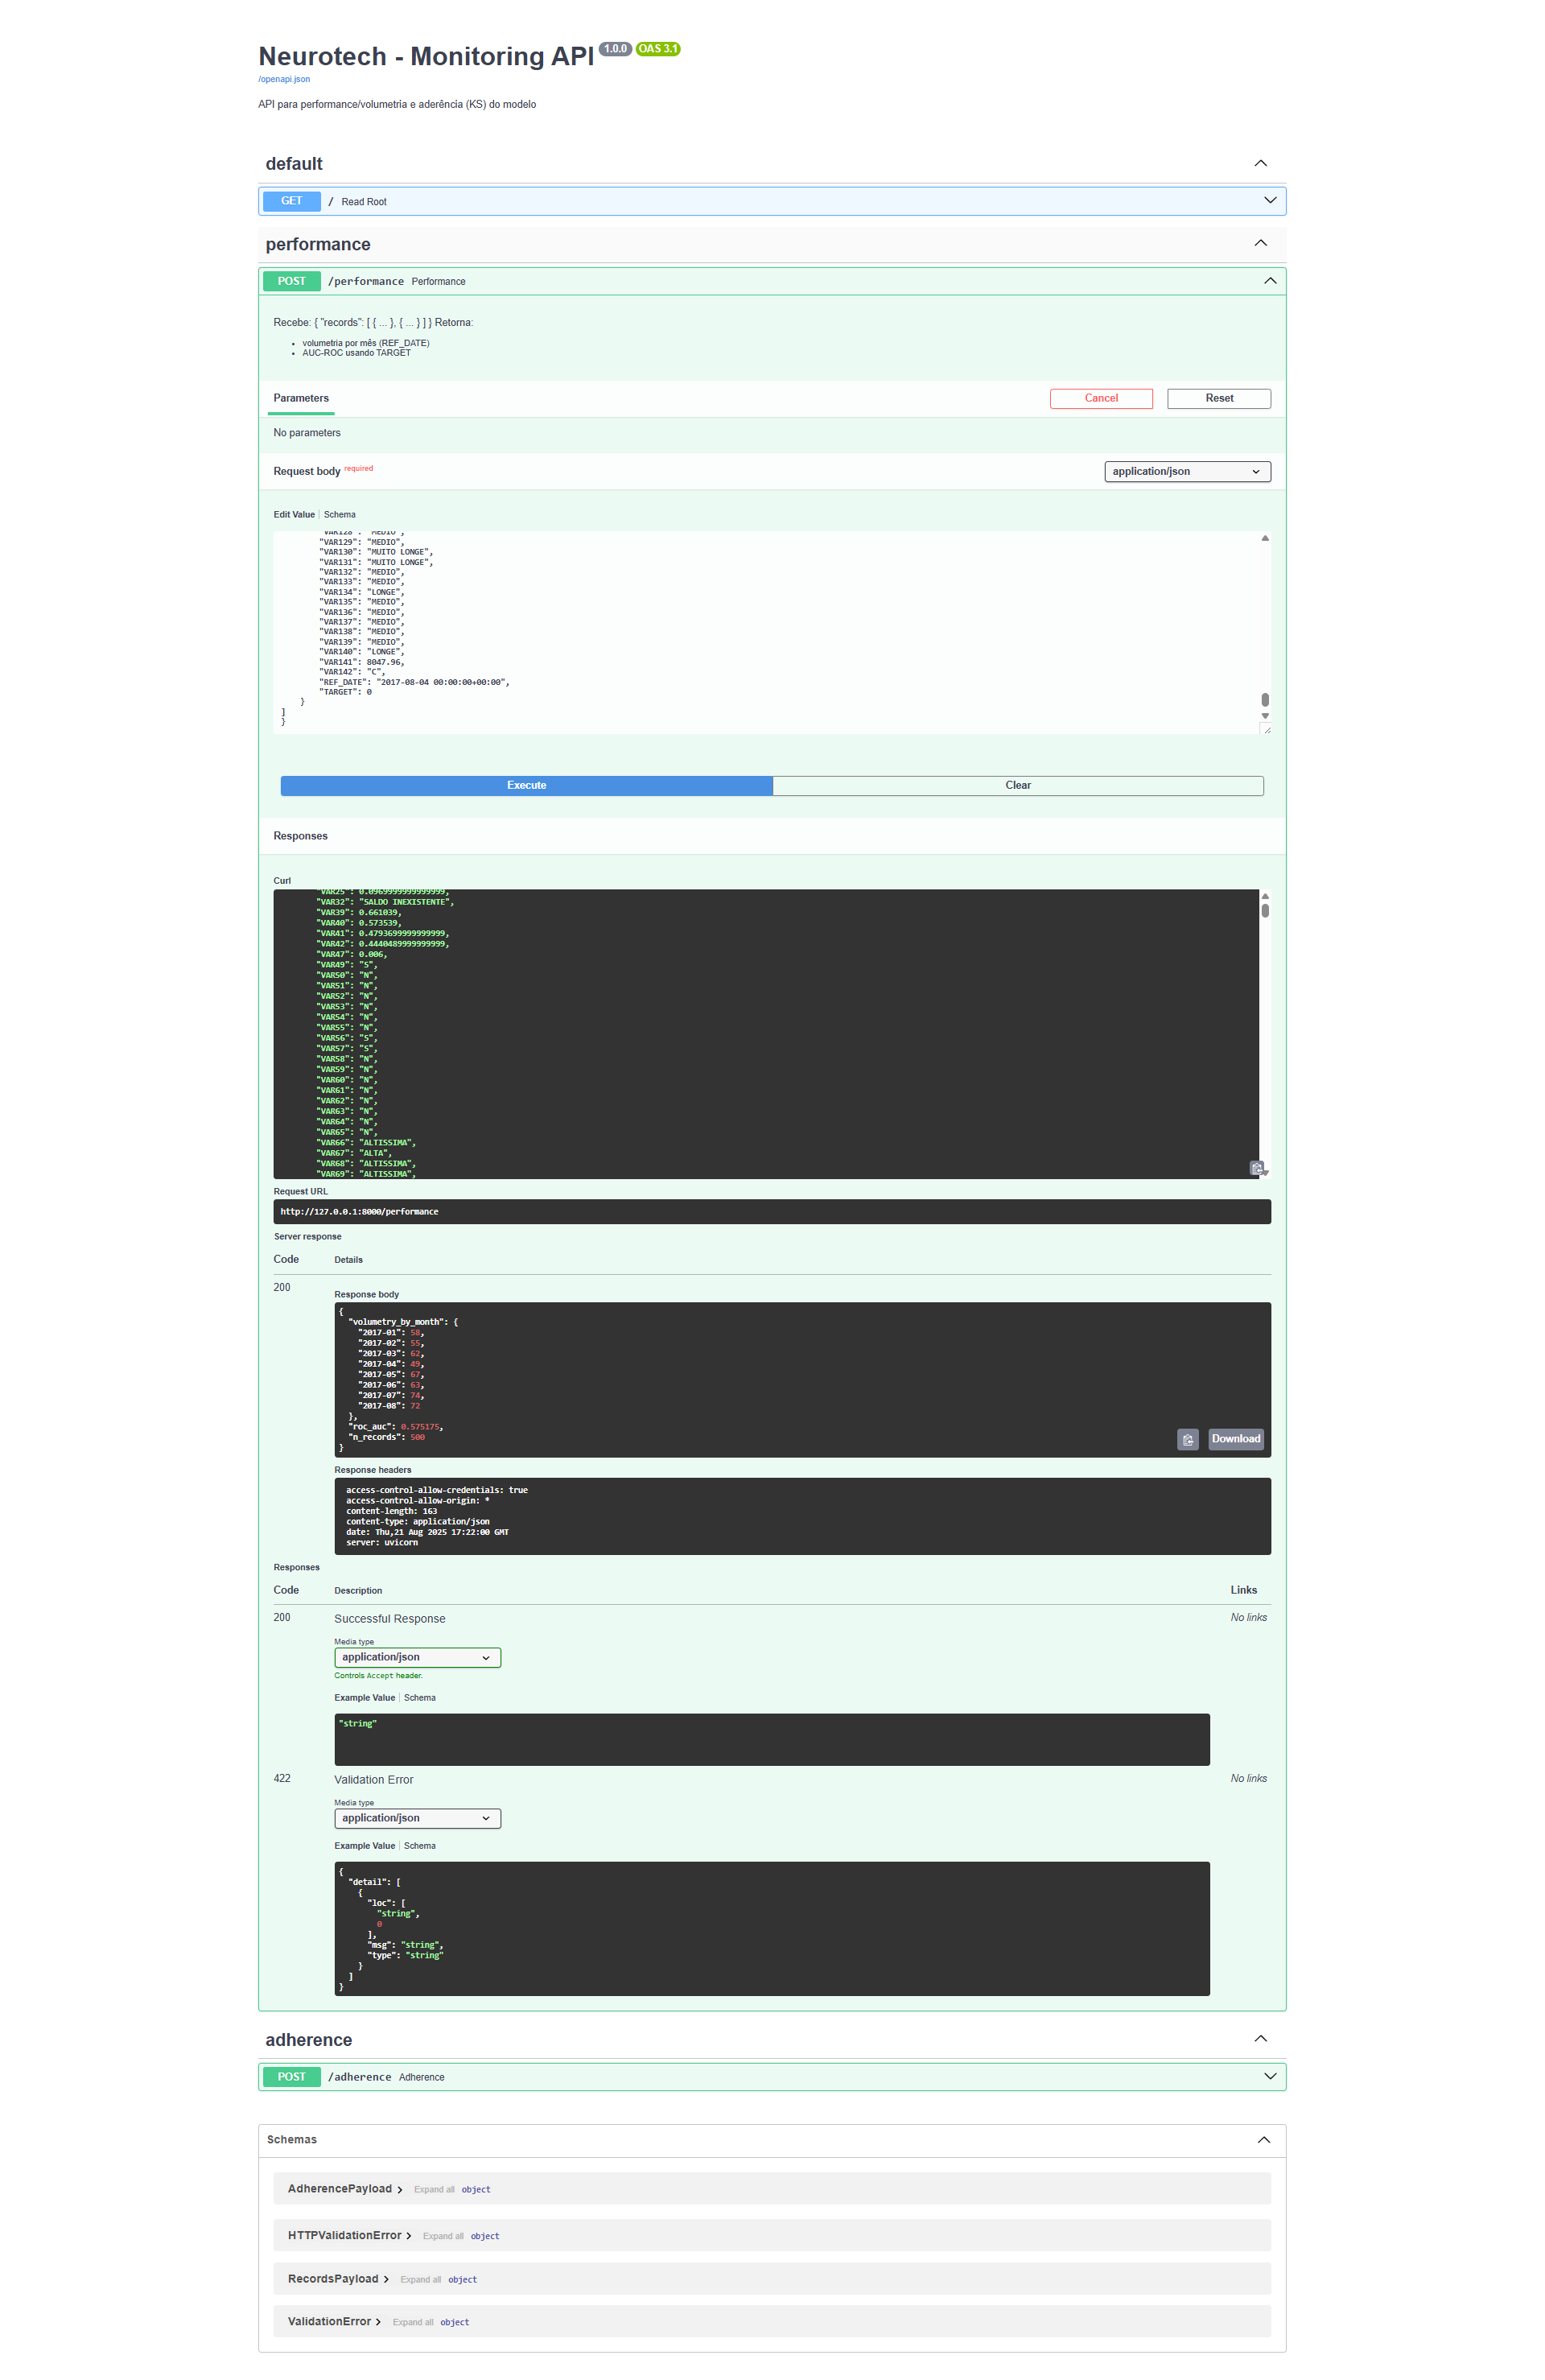 Neurotech - Monitoring API 1.0.0 OAS 3.1
/openapi.json
API para performance/volumetria e aderência (KS) do modelo
default
GET / Read Root
performance
POST /performance Performance
Recebe: { "records": [ { ... }, { ... } ] } Retorna:
• volumetria por mês (REF_DATE)
• AUC-ROC usando TARGET
Parameters Cancel Reset
No parameters
Request body required application/json
Edit Value | Schema
"VAR128": "MEDIO",
"VAR129": "MEDIO",
"VAR130": "MUITO LONGE",
"VAR131": "MUITO LONGE",
"VAR132": "MEDIO",
"VAR133": "MEDIO",
"VAR134": "LONGE",
"VAR135": "MEDIO",
"VAR136": "MEDIO",
"VAR137": "MEDIO",
"VAR138": "MEDIO",
"VAR139": "MEDIO",
"VAR140": "LONGE",
"VAR141": 8047.96,
"VAR142": "C",
"REF_DATE": "2017-08-04 00:00:00+00:00",
"TARGET": 0
}
]
}
Execute Clear
Responses
Curl
"VAR25": 0.0969999999999999,
"VAR32": "SALDO INEXISTENTE",
"VAR39": 0.661039,
"VAR40": 0.573539,
"VAR41": 0.4793699999999999,
"VAR42": 0.4440489999999999,
"VAR47": 0.006,
"VAR49": "S",
"VAR50": "N",
"VAR51": "N",
"VAR52": "N",
"VAR53": "N",
"VAR54": "N",
"VAR55": "N",
"VAR56": "S",
"VAR57": "S",
"VAR58": "N",
"VAR59": "N",
"VAR60": "N",
"VAR61": "N",
"VAR62": "N",
"VAR63": "N",
"VAR64": "N",
"VAR65": "N",
"VAR66": "ALTISSIMA",
"VAR67": "ALTA",
"VAR68": "ALTISSIMA",
"VAR69": "ALTISSIMA",
Request URL
http://127.0.0.1:8000/performance
Server response
Code Details
200
Response body
{
"volumetry_by_month": {
"2017-01": 58,
"2017-02": 55,
"2017-03": 62,
"2017-04": 49,
"2017-05": 67,
"2017-06": 63,
"2017-07": 74,
"2017-08": 72
},
"roc_auc": 0.575175,
"n_records": 500
}
Download
Response headers
access-control-allow-credentials: true
access-control-allow-origin: *
content-length: 163
content-type: application/json
date: Thu,21 Aug 2025 17:22:00 GMT
server: uvicorn
Responses
Code Description Links
200 Successful Response No links
Media type
application/json
Controls Accept header.
Example Value | Schema
"string"
422 Validation Error No links
Media type
application/json
Example Value | Schema
{
"detail": [
{
"loc": [
"string",
0
],
"msg": "string",
"type": "string"
}
]
}
adherence
POST /adherence Adherence
Schemas
AdherencePayload Expand all object
HTTPValidationError Expand all object
RecordsPayload Expand all object
ValidationError Expand all object